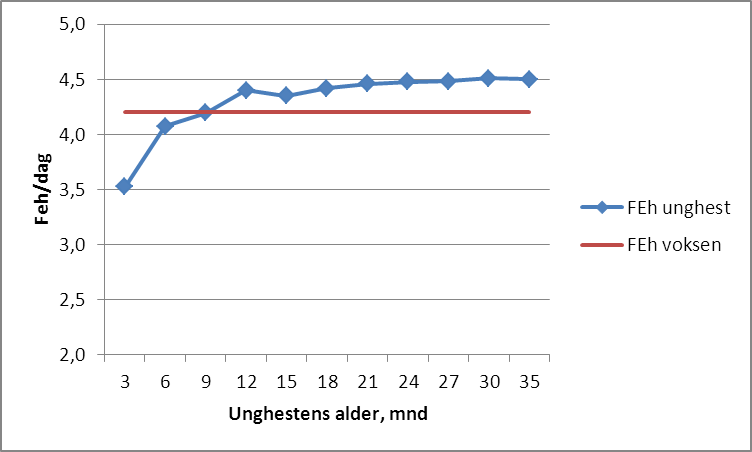 5,0
4,5
4,0
3,5
3,0
2,5
2,0
Feh/dag
3 6 9 12 15 18 21 24 27 30 35
Unghestens alder, mnd
FEh unghest
FEh voksen